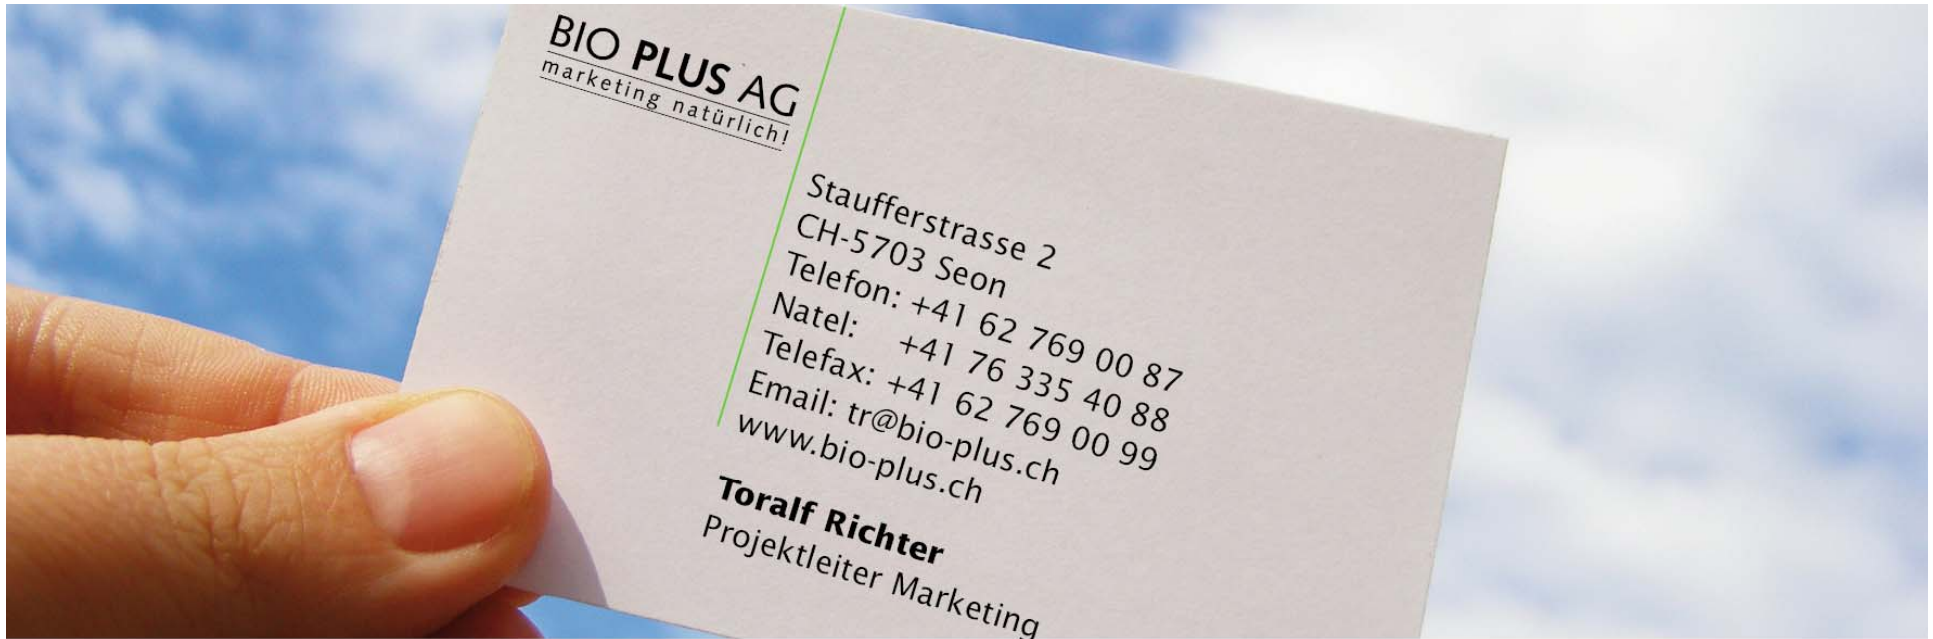 BIO PLUS AG
marketing natürlich!
Staufferstrasse 2
CH-5703 Seon
Telefon: +41 62 769 00 87
Natel: +41 76 335 40 88
Telefax: +41 62 769 00 99
Email: tr@bio-plus.ch
www.bio-plus.ch
Toralf Richter
Projektleiter Marketing